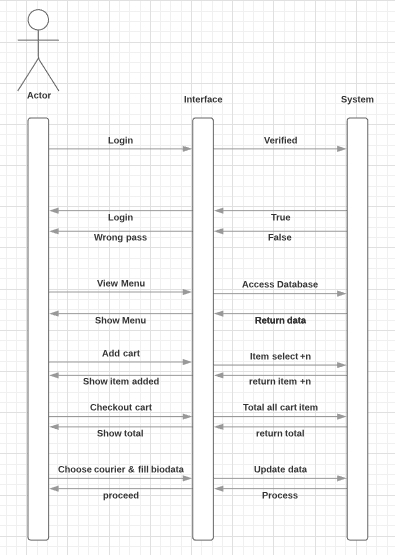 Actor
Interface
System
Login
Verified
Login
True
Wrong pass
False
View Menu
Access Database
Show Menu
Return data
Add cart
Item select +n
Show item added
return item +n
Checkout cart
Total all cart item
Show total
return total
Choose courier & fill biodata
Update data
proceed
Process